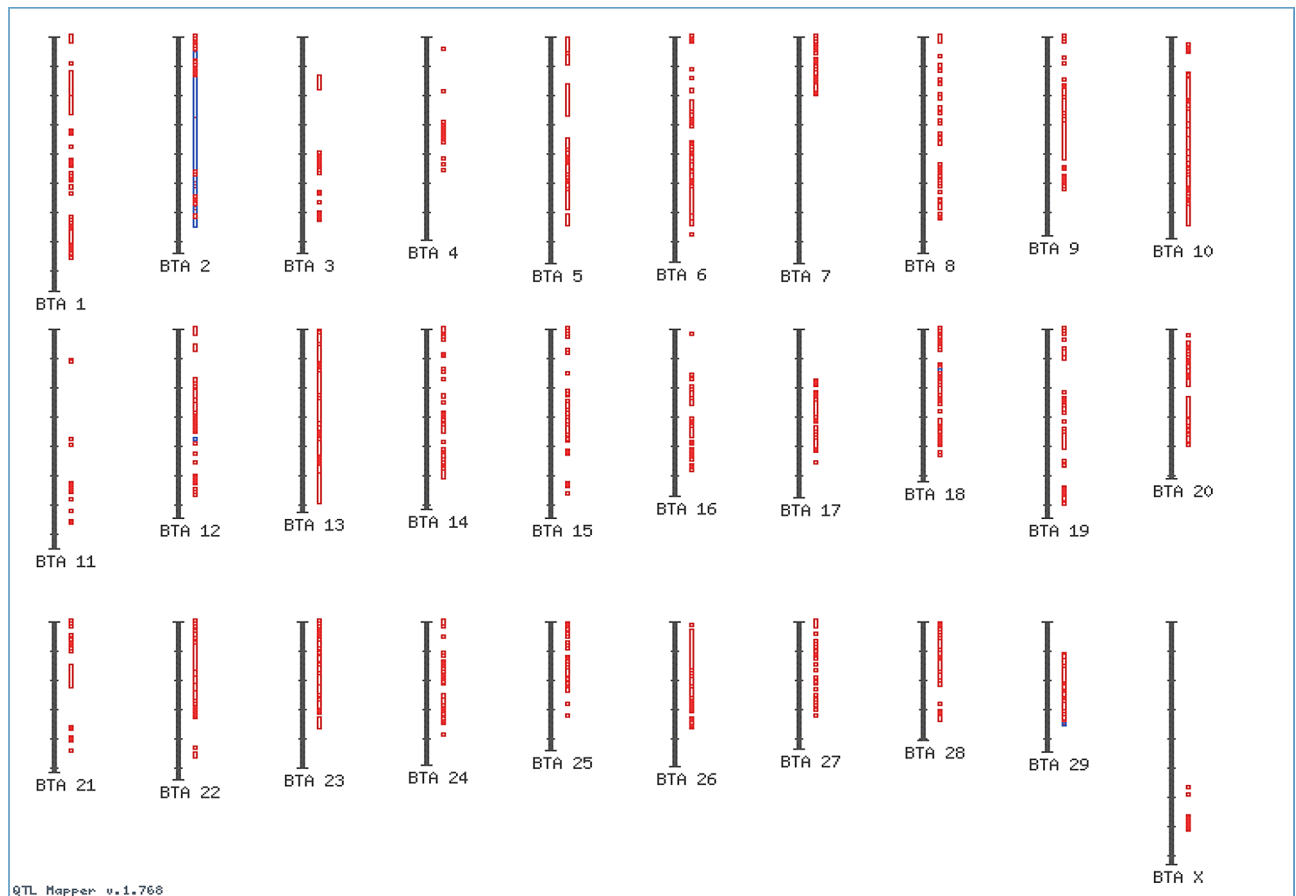 BTA 1
BTA 2
BTA 3
BTA 4
BTA 5
BTA 6
BTA 7
BTA 8
BTA 9
BTA 10
BTA 11
BTA 12
BTA 13
BTA 14
BTA 15
BTA 16
BTA 17
BTA 18
BTA 19
BTA 20
BTA 21
BTA 22
BTA 23
BTA 24
BTA 25
BTA 26
BTA 27
BTA 28
BTA 29
BTA X
QTL Mapper v.1.768